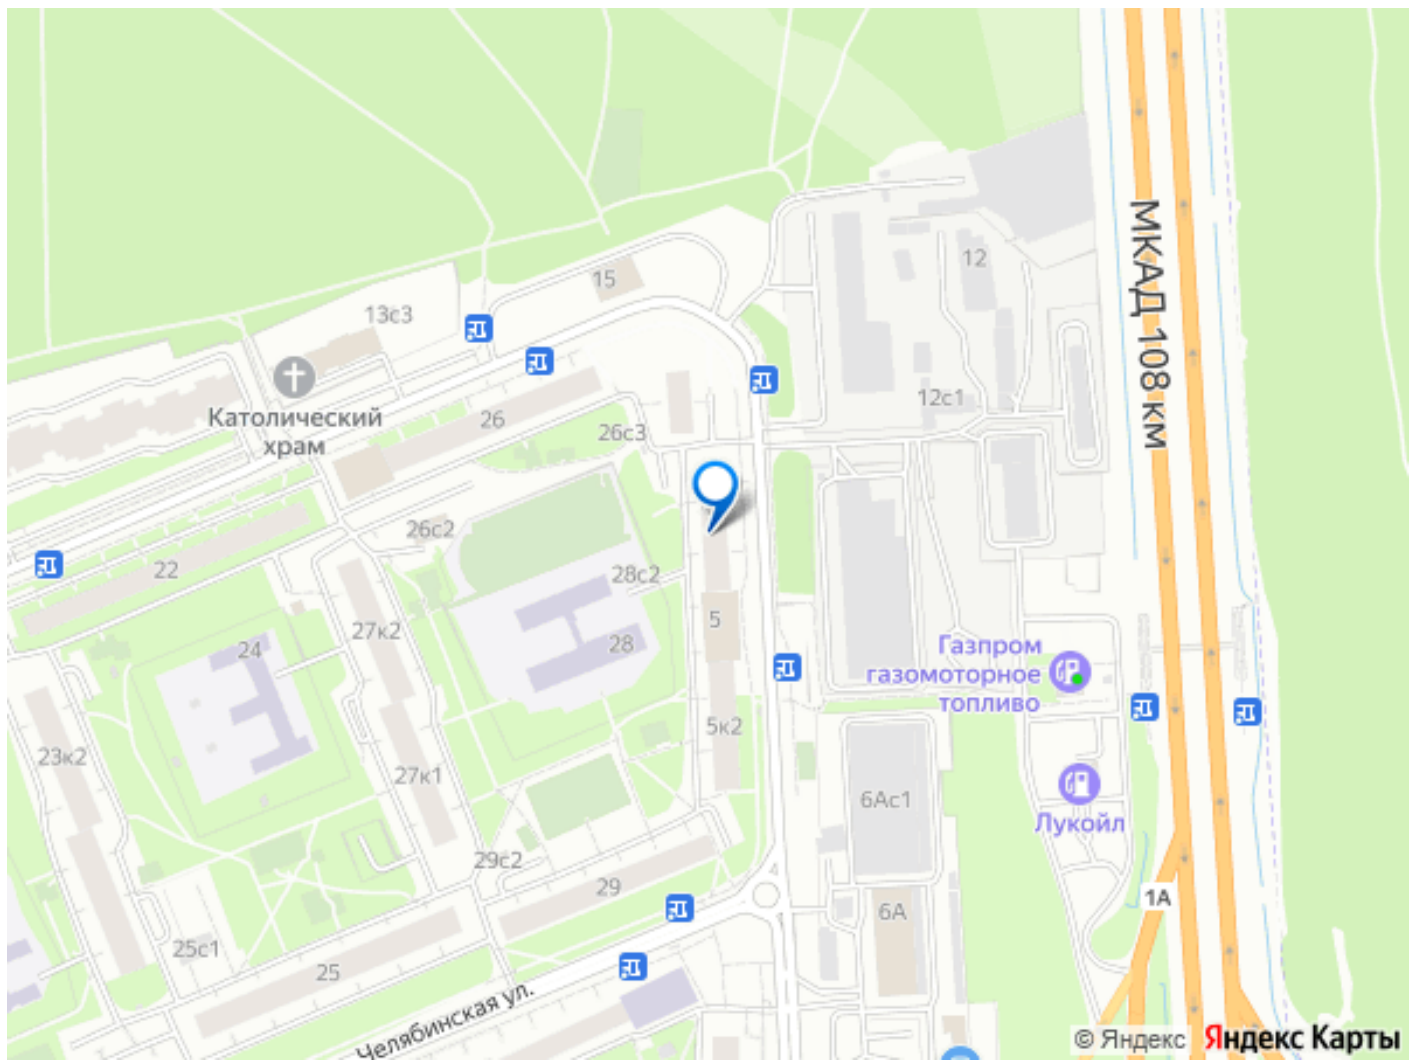 12
15
13с3
МКАД 108 км
12с1
Католический
храм
26
26с3
26с2
22
28с2
5
27к2
24
28
Газпром
газомоторное
топливо
5к2
23к2
27к1
6Ас1
Лукойл
29с2
29
1А
6А
25с1
25
Челябинская ул.
© Яндекс Яндекс Карты